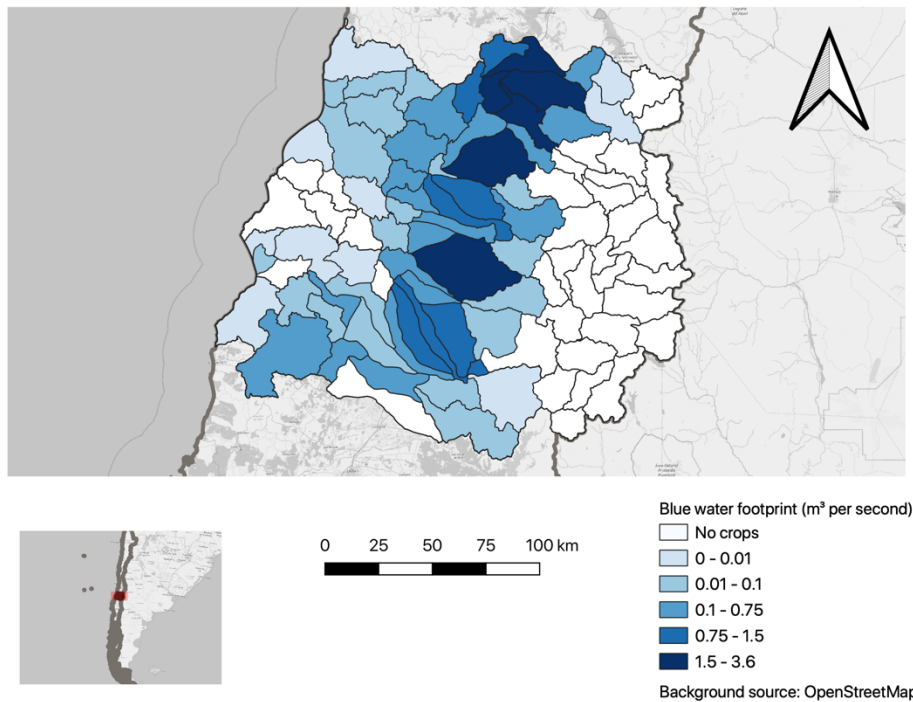 0 25 50 75 100 km
Blue water footprint (m³ per second)
No crops
0 - 0.01
0.01 - 0.1
0.1 - 0.75
0.75 - 1.5
1.5 - 3.6
Background source: OpenStreetMap